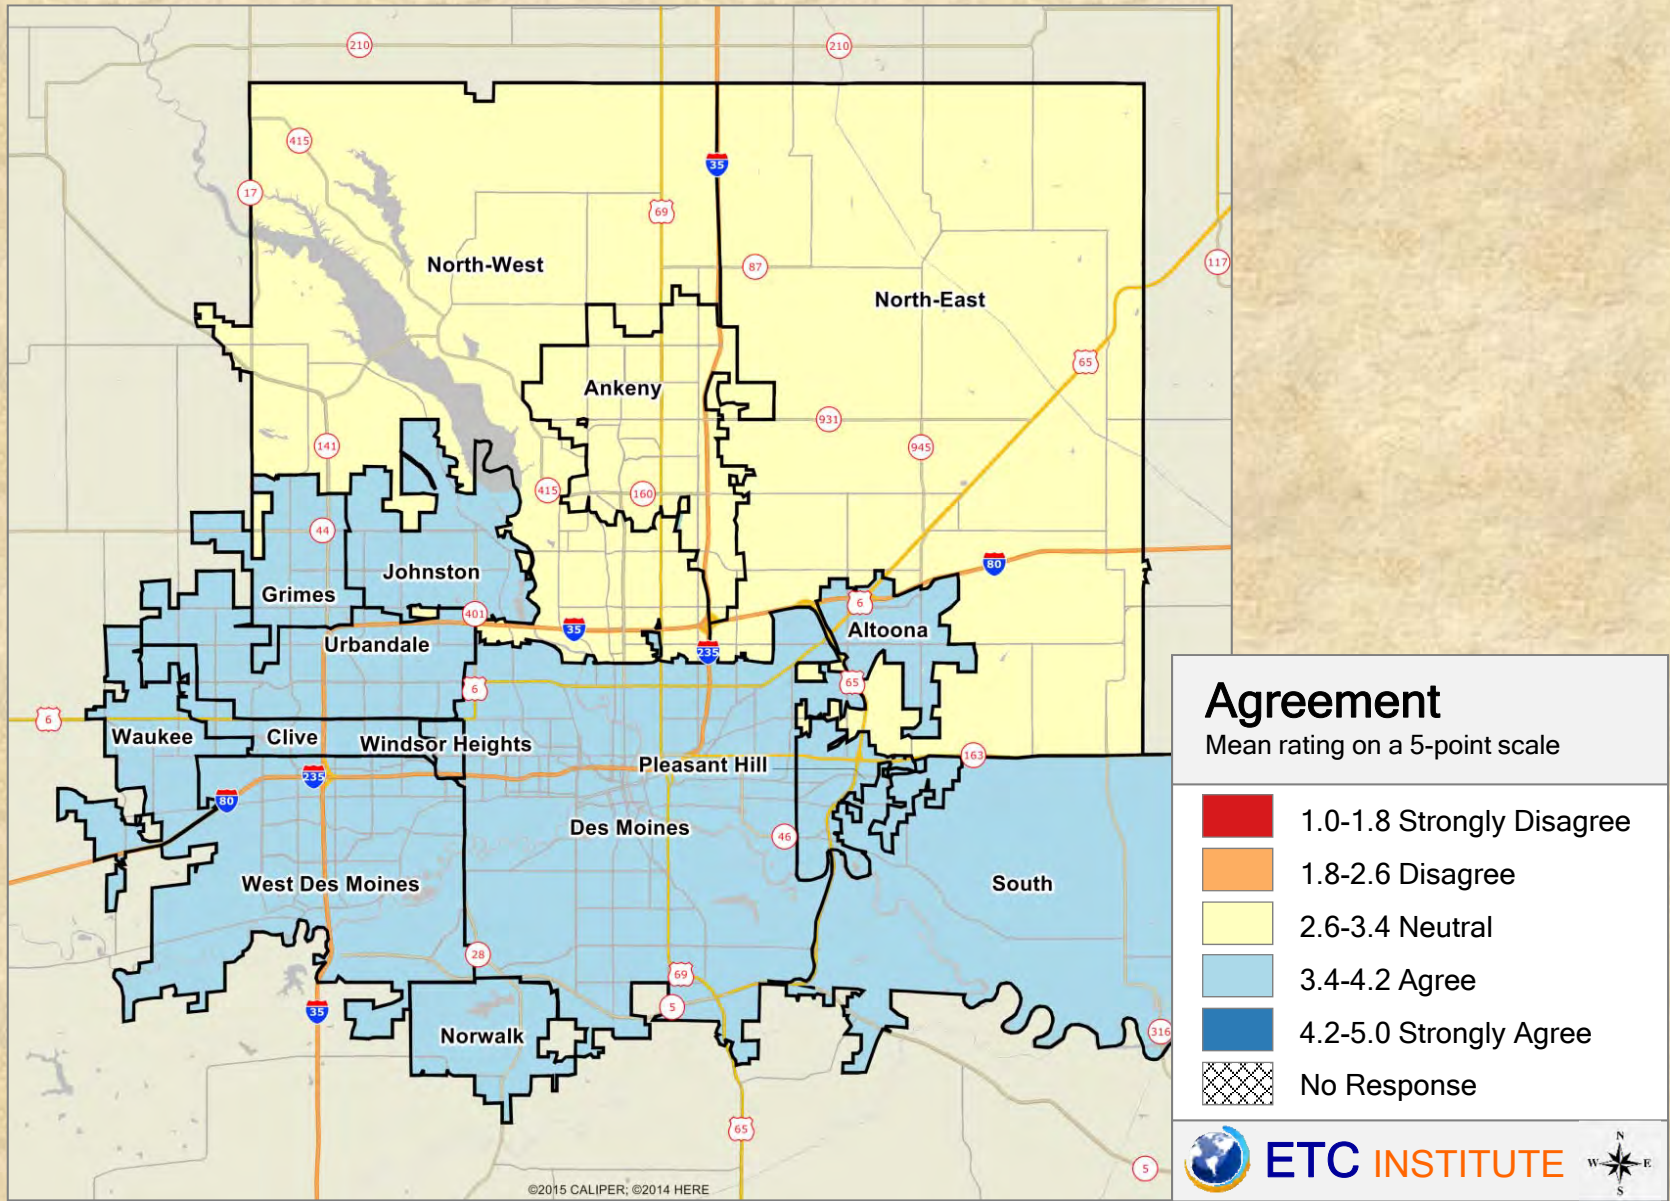 210
210
415
35
17
69
87
117
North-West
North-East
65
Ankeny
931
141
945
415
160
44
80
Johnston
Grimes
6
401
35
Altoona
Urbandale
235
65
6
6
Waukee
Clive
Windsor Heights
163
Pleasant Hill
235
80
Des Moines
46
West Des Moines
South
28
69
5
35
316
Norwalk
65
5
©2015 CALIPER; ©2014 HERE
Agreement
Mean rating on a 5-point scale
1.0-1.8 Strongly Disagree
1.8-2.6 Disagree
2.6-3.4 Neutral
3.4-4.2 Agree
4.2-5.0 Strongly Agree
No Response
ETC INSTITUTE
N
W E
S